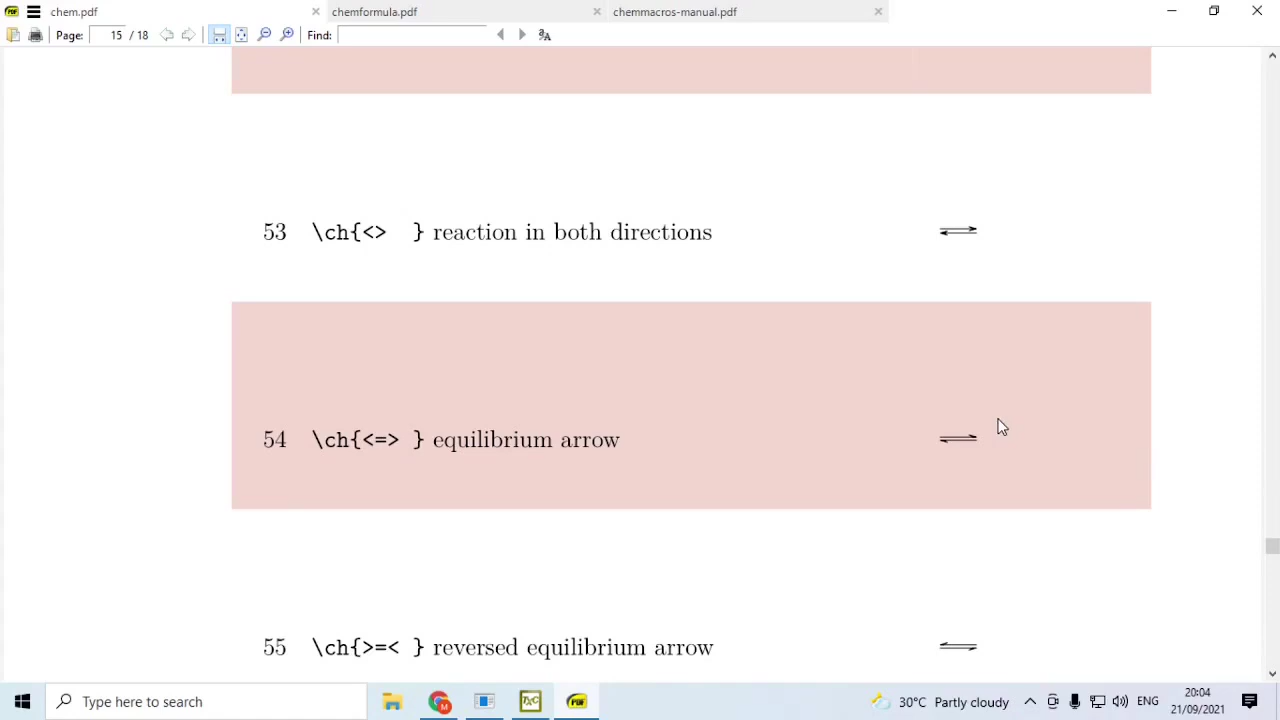 chem.pdf
chemformula.pdf
chemmacros-manual.pdf
Page: 15 / 18
Find:
53 \ch{<> } reaction in both directions
54 \ch{<=> } equilibrium arrow
55 \ch{>=< } reversed equilibrium arrow
Type here to search
30°C Partly cloudy
ENG
20:04
21/09/2021